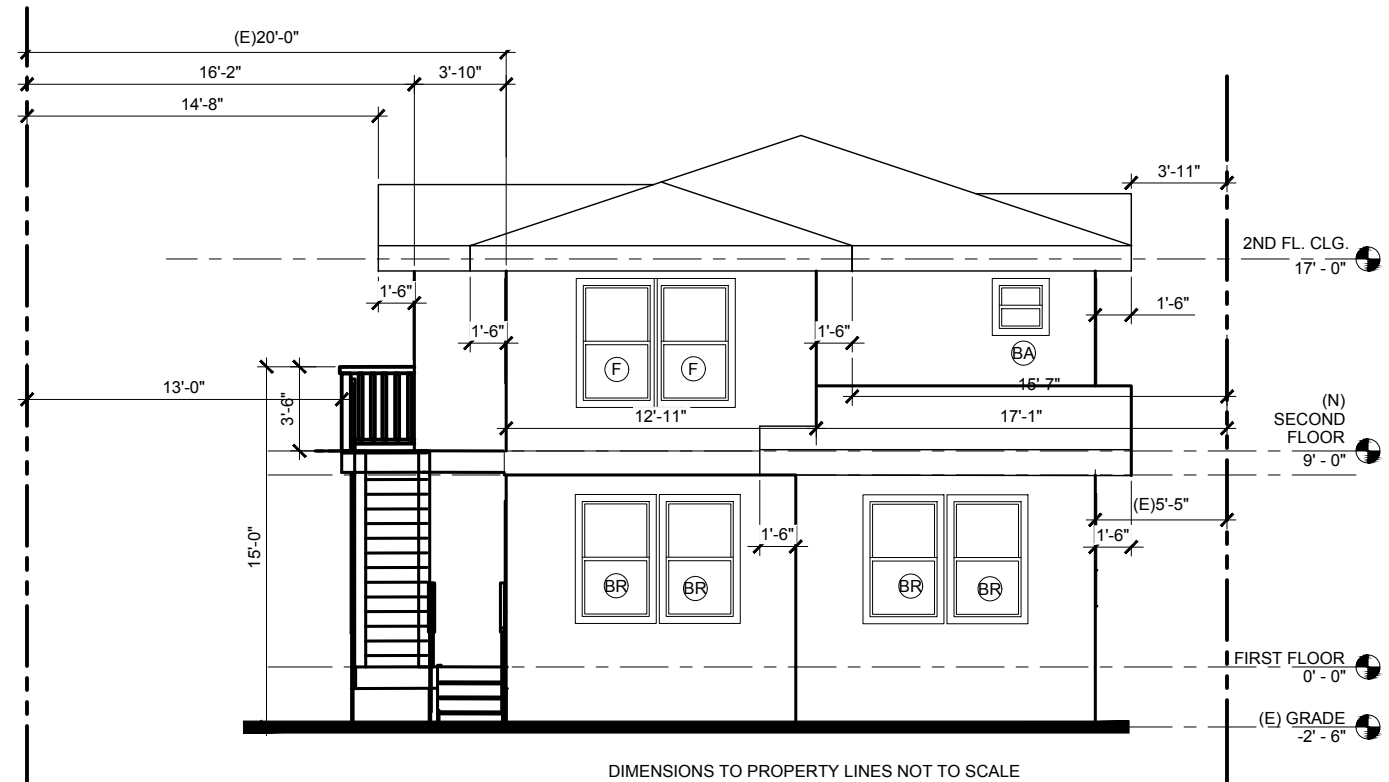 (E)20'-0"
16'-2"
3'-10"
14'-8"
3'-11"
2ND FL. CLG.
17' - 0"
1'-6"
1'-6"
1'-6"
1'-6"
BA
F
F
13'-0"
3'-6"
15'-7"
12'-11"
17'-1"
(N)
SECOND
FLOOR
9' - 0"
(E)5'-5"
15'-0"
1'-6"
1'-6"
BR
BR
BR
BR
FIRST FLOOR
0' - 0"
(E) GRADE
-2' - 6"
DIMENSIONS TO PROPERTY LINES NOT TO SCALE